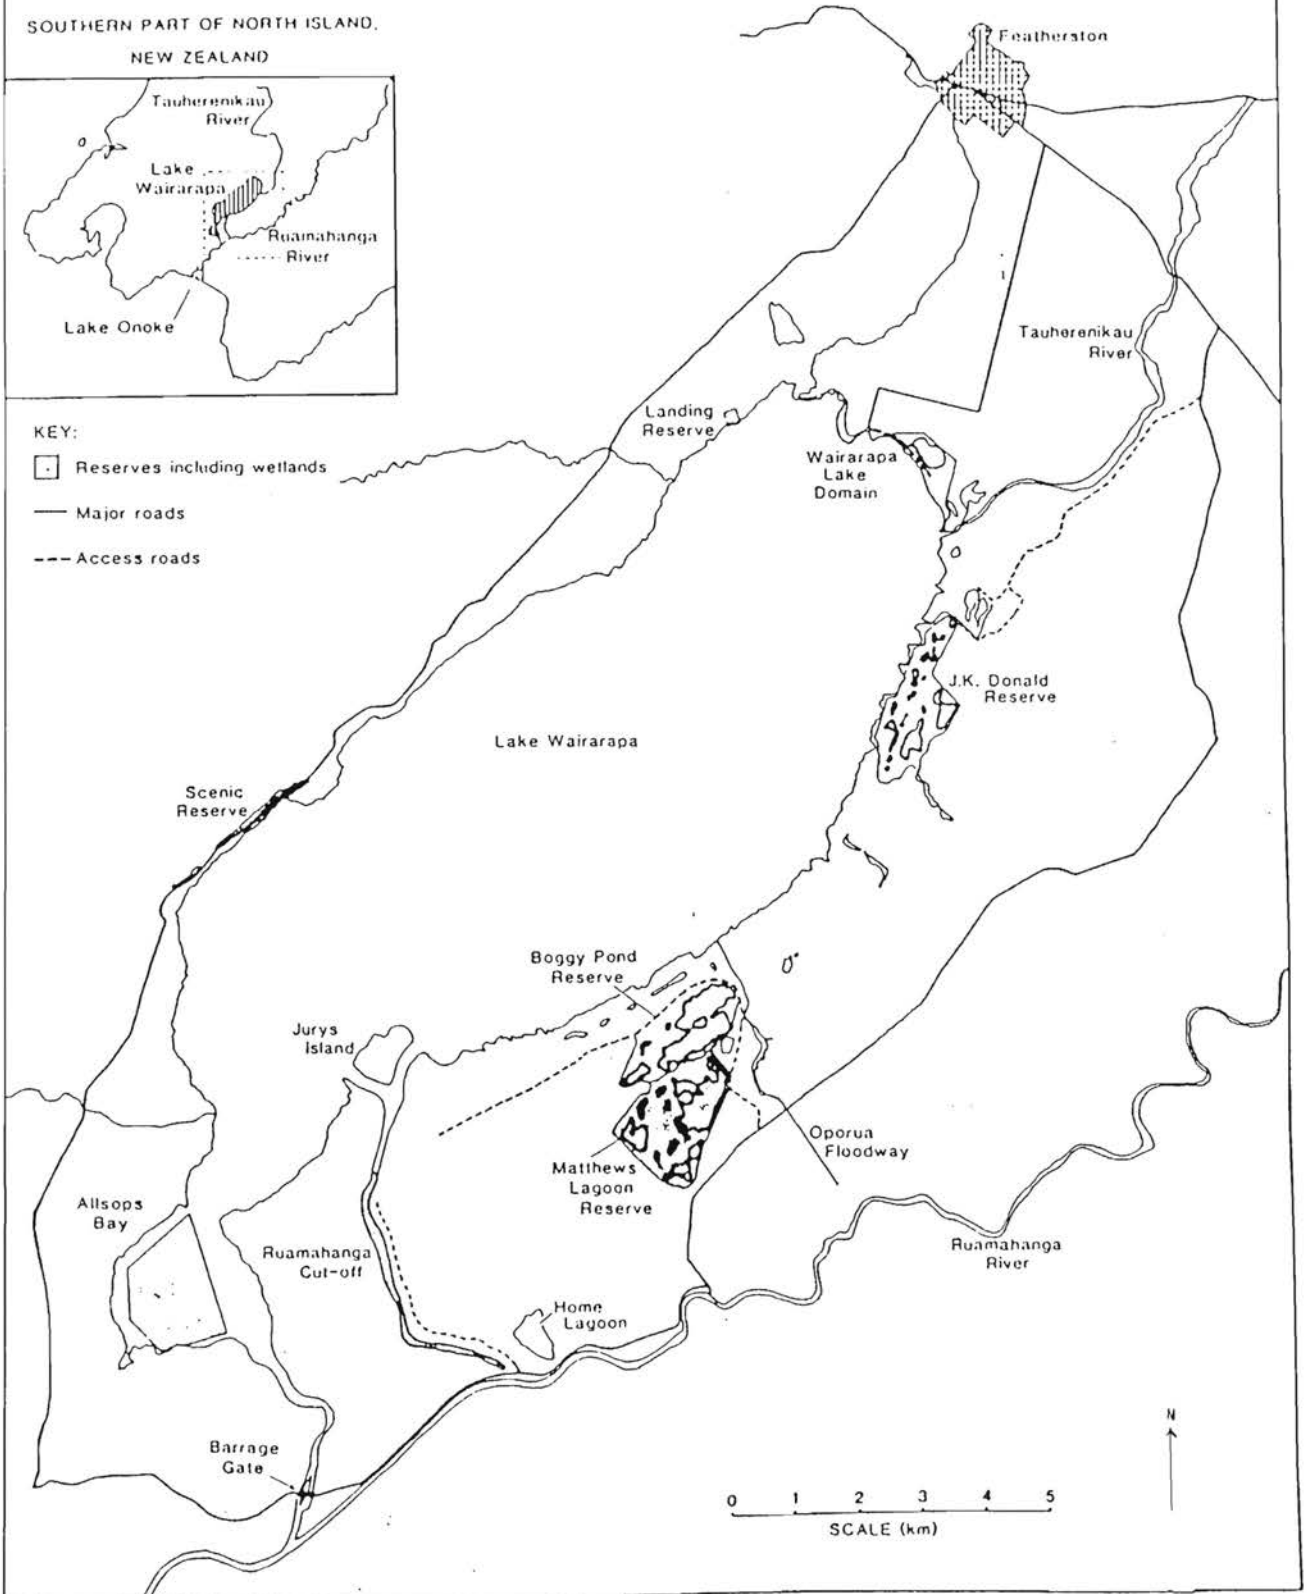 SOUTHERN PART OF NORTH ISLAND,
NEW ZEALAND
Tauherenikau
River
Lake
Wairarapa
Ruamahanga
River
Lake Onoke
KEY:
Reserves including wetlands
Major roads
Access roads
Featherston
Tauherenikau
River
Landing
Reserve
Wairarapa
Lake
Domain
J.K. Donald
Reserve
Lake Wairarapa
Scenic
Reserve
Boggy Pond
Reserve
Jurys
Island
Oporua
Floodway
Matthews
Lagoon
Reserve
Allsops
Bay
Ruamahanga
Cut-off
Ruamahanga
River
Home
Lagoon
Barrage
Gate
N
0 1 2 3 4 5
SCALE (km)